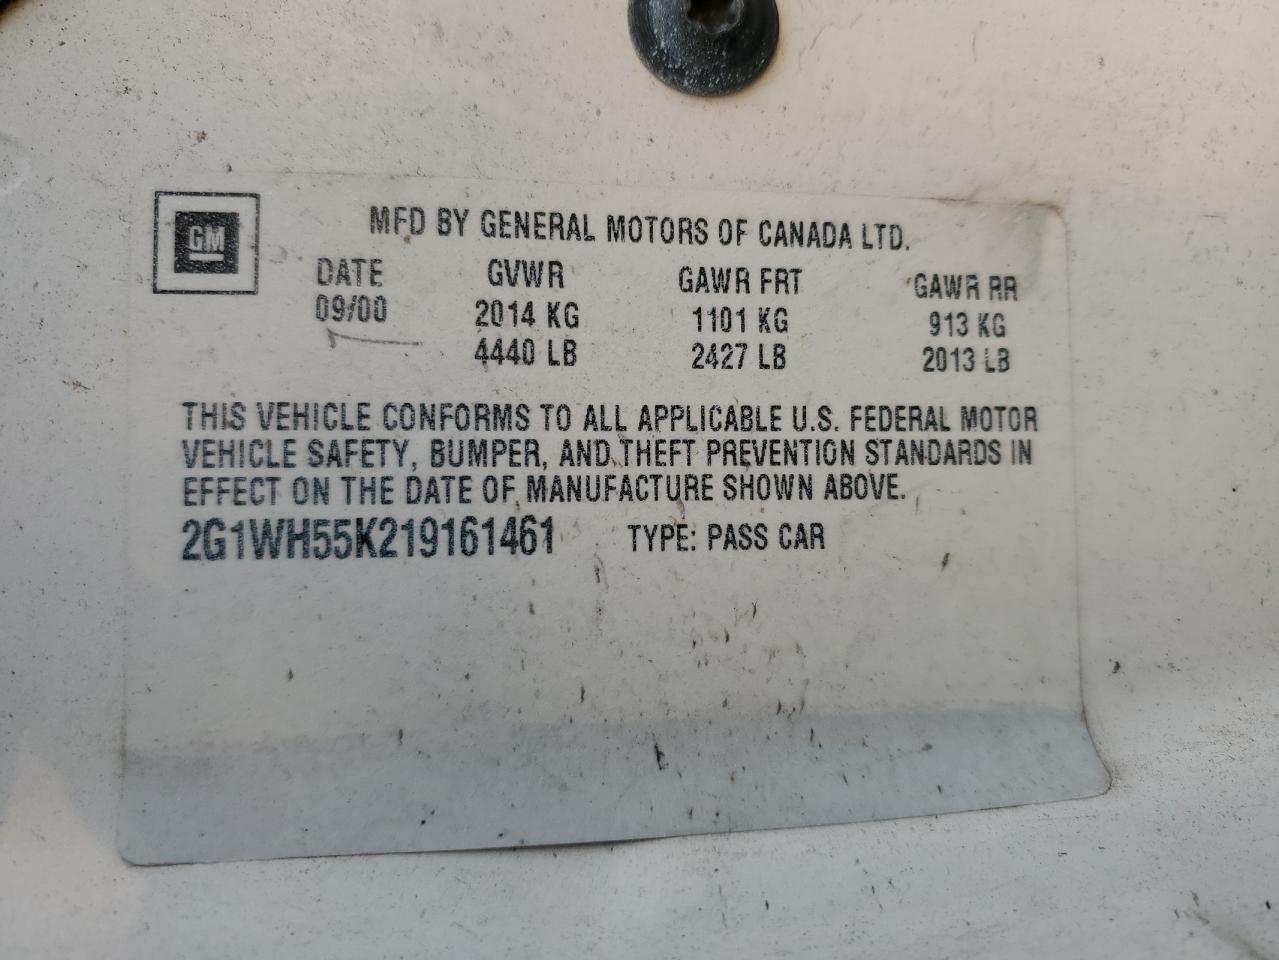 GM
MFD BY GENERAL MOTORS OF CANADA LTD.
DATE GVWR GAWR FRT GAWR RR
09/00 2014 KG 1101 KG 913 KG
4440 LB 2427 LB 2013 LB
THIS VEHICLE CONFORMS TO ALL APPLICABLE U.S. FEDERAL MOTOR
VEHICLE SAFETY, BUMPER, AND THEFT PREVENTION STANDARDS IN
EFFECT ON THE DATE OF MANUFACTURE SHOWN ABOVE.
2G1WH55K219161461 TYPE: PASS CAR